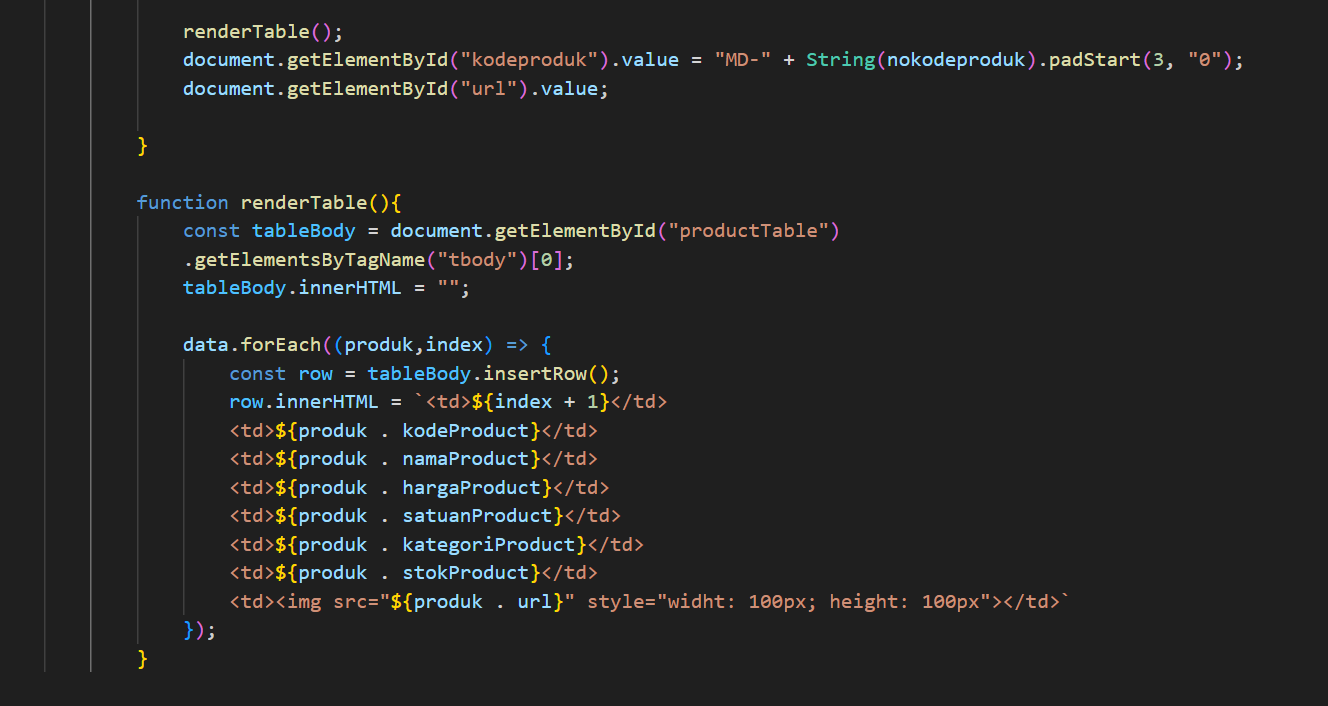 renderTable();
document.getElementById("kodeproduk").value = "MD-" + String(nokodeproduk).padStart(3, "0");
document.getElementById("url").value;
}
function renderTable(){
const tableBody = document.getElementById("productTable")
.getElementsByTagName("tbody")[0];
tableBody.innerHTML = "";
data.forEach((produk,index) => {
const row = tableBody.insertRow();
row.innerHTML = `<td>${index + 1}</td>
<td>${produk . kodeProduct}</td>
<td>${produk . namaProduct}</td>
<td>${produk . hargaProduct}</td>
<td>${produk . satuanProduct}</td>
<td>${produk . kategoriProduct}</td>
<td>${produk . stokProduct}</td>
<td><img src="${produk . url}" style="widht: 100px; height: 100px"></td>`
});
}